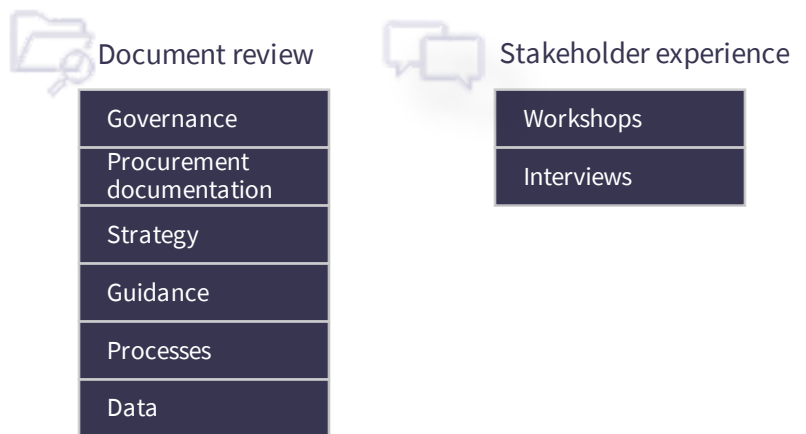 Document review
Governance
Procurement
documentation
Strategy
Guidance
Processes
Data
Stakeholder experience
Workshops
Interviews